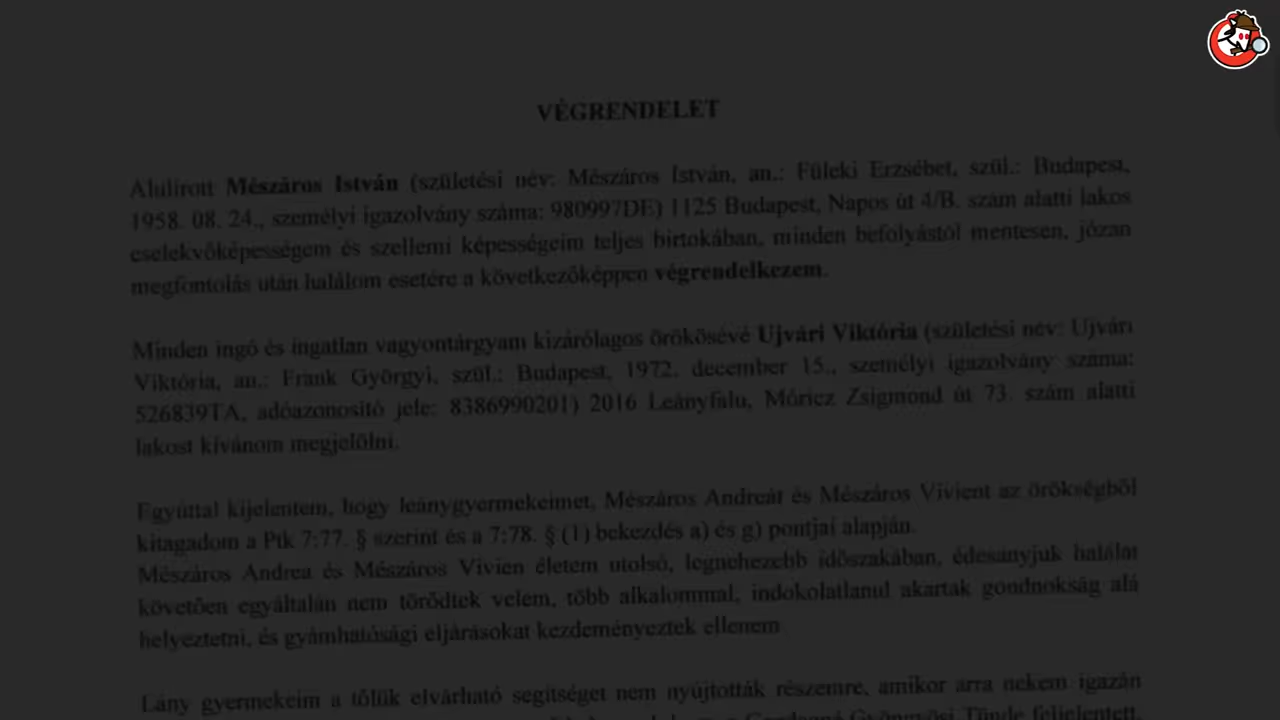 VÉGRENDELET
Alulírott Mészáros István (születési név: Mészáros István, an.: Füleki Erzsébet, szül.: Budapest,
1958. 08. 24., személyi igazolvány száma: 980997DE) 1125 Budapest, Napos út 4/B. szám alatti lakos
cselekvőképességem és szellemi képességeim teljes birtokában, minden befolyástól mentesen, józan
megfontolás után halálom esetére a következőképpen végrendelkezem.
Minden ingó és ingatlan vagyontárgyam kizárólagos örökösévé Ujvári Viktória (születési név: Ujvári
Viktória, an.: Frank Györgyi, szül.: Budapest, 1972. december 15., személyi igazolvány száma:
526839TA, adóazonosító jele: 8386990201) 2016 Leányfalu, Móricz Zsigmond út 73. szám alatti
lakost kívánom megjelölni.
Egyúttal kijelentem, hogy leánygyermekeimet, Mészáros Andreát és Mészáros Vivient az örökségből
kitagadom a Ptk 7:77. § szerint és a 7:78. § (1) bekezdés a) és g) pontjai alapján.
Mészáros Andrea és Mészáros Vivien életem utolsó, legnehezebb időszakában, édesanyjuk halálát
követően egyáltalán nem törődtek velem, több alkalommal, indokolatlanul akartak gondnokság alá
helyeztetni, és gyámhatósági eljárásokat kezdeményeztek ellenem
Lány gyermekeim a tőlük elvárható segítséget nem nyújtották részemre, amikor arra nekem igazán
Gyöngyösi Tünde feljelentett,